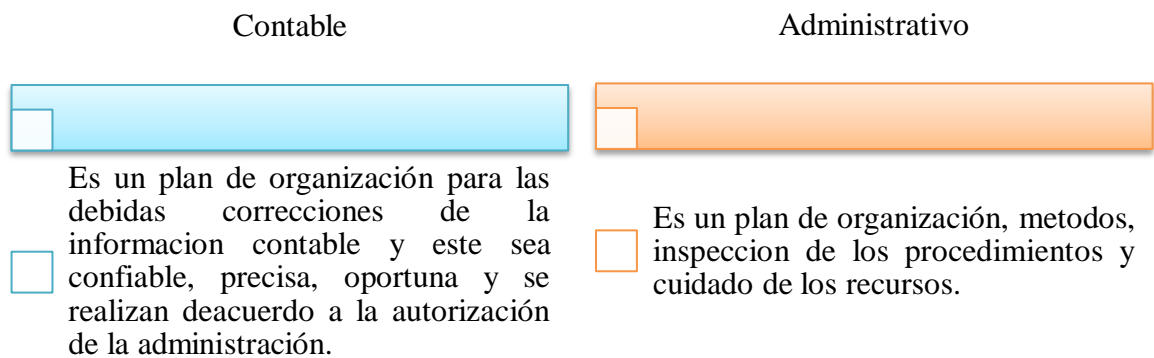 Contable
Es un plan de organización para las
debidas correcciones de la
informacion contable y este sea
confiable, precisa, oportuna y se
realizan deacuerdo a la autorización
de la administración.
Administrativo
Es un plan de organización, metodos,
inspeccion de los procedimientos y
cuidado de los recursos.